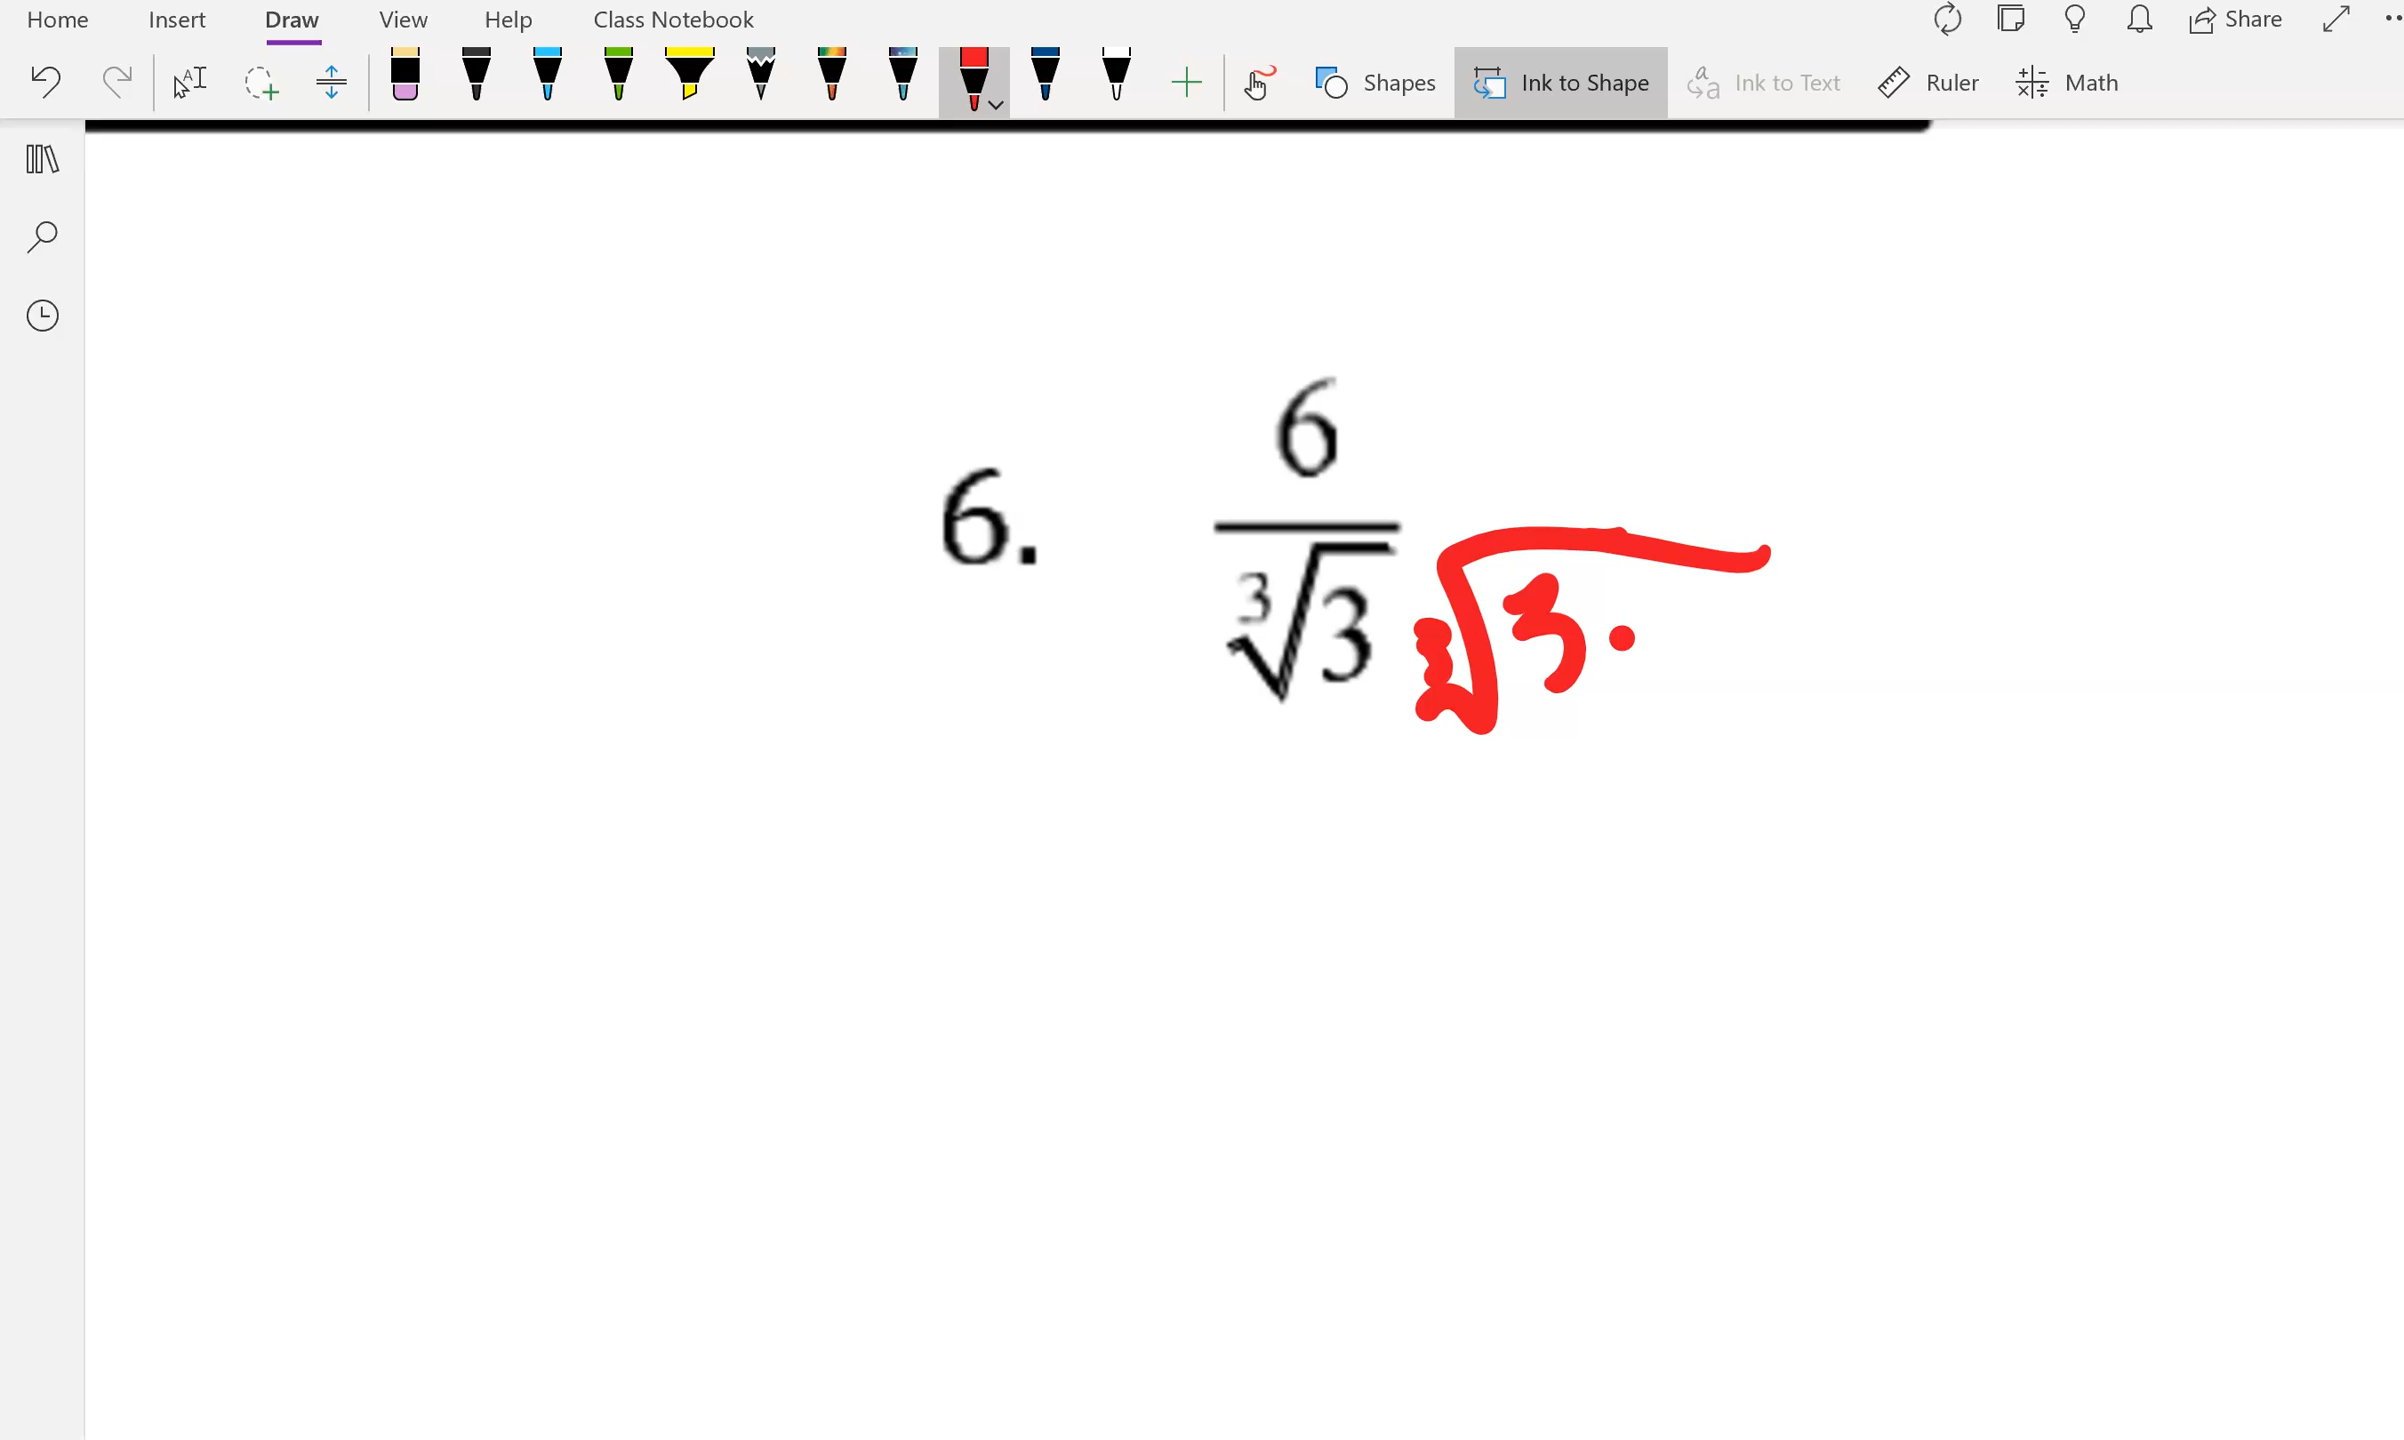 Home Insert Draw View Help Class Notebook Share
Ink to Shape Ink to Text Ruler Math Shapes
6. 6
∛3 ∛3·